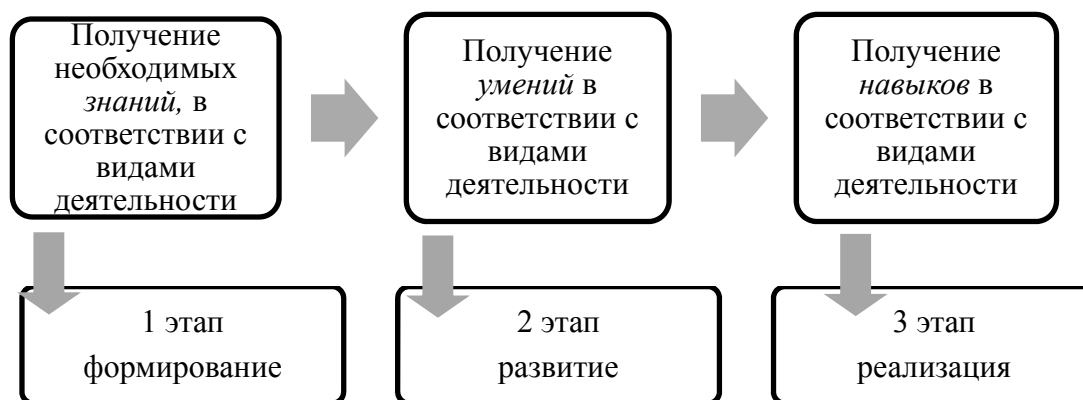 Получение
необходимых
знаний, в
соответствии с
видами
деятельности
Получение
умений в
соответствии с
видами
деятельности
Получение
навыков в
соответствии с
видами
деятельности
1 этап
формирование
2 этап
развитие
3 этап
реализация